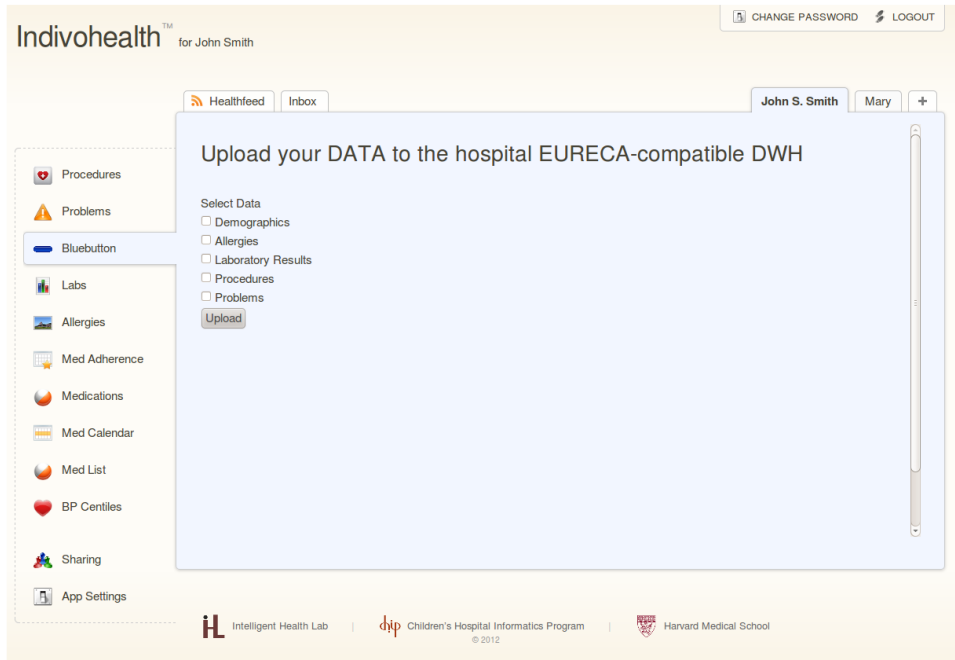 CHANGE PASSWORD LOGOUT
Indivohealth™ for John Smith
Healthfeed Inbox John S. Smith Mary +
Upload your DATA to the hospital EURECA-compatible DWH
Procedures
Problems
Bluebutton
Labs
Allergies
Med Adherence
Medications
Med Calendar
Med List
BP Centiles
Sharing
App Settings
Select Data
Demographics
Allergies
Laboratory Results
Procedures
Problems
Upload
iHL Intelligent Health Lab | chip Children's Hospital Informatics Program | Harvard Medical School
© 2012